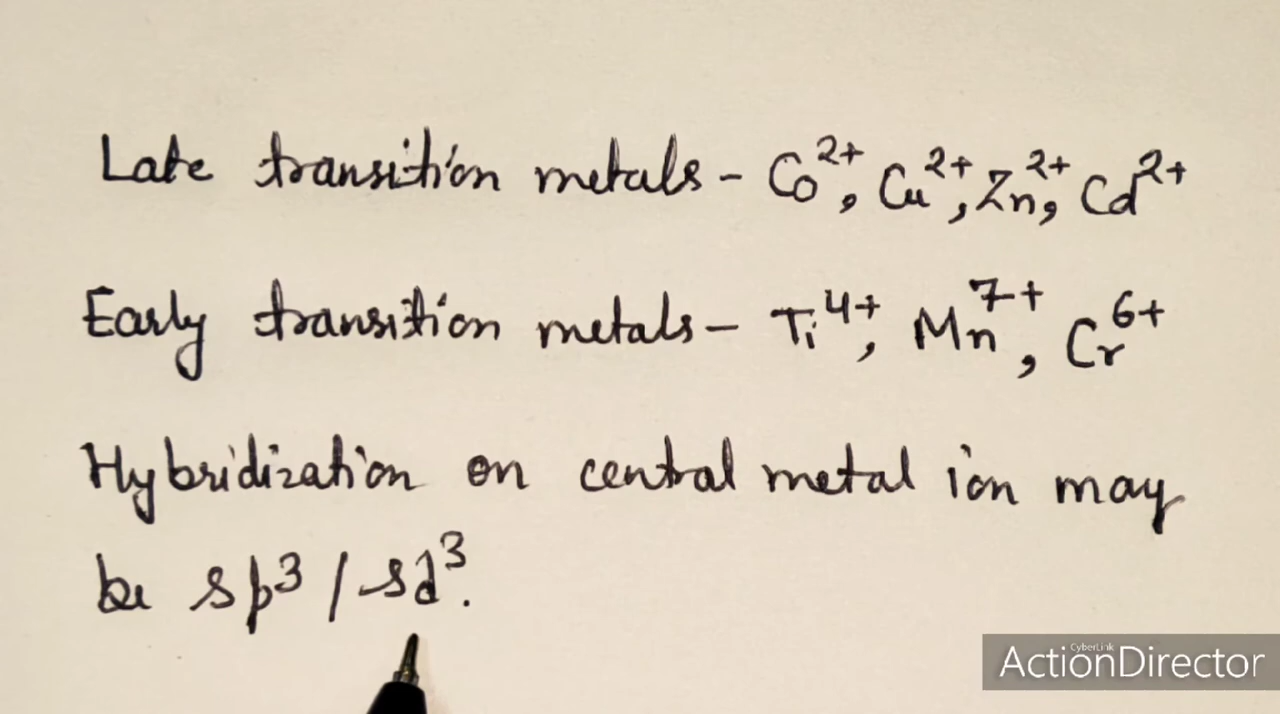 Late transition metals - Co²⁺, Cu²⁺, Zn²⁺, Cd²⁺
Early transition metals - Ti⁴⁺, Mn⁷⁺, Cr⁶⁺
Hybridization on central metal ion may
be sp³ / sd³.
CyberLink
ActionDirector